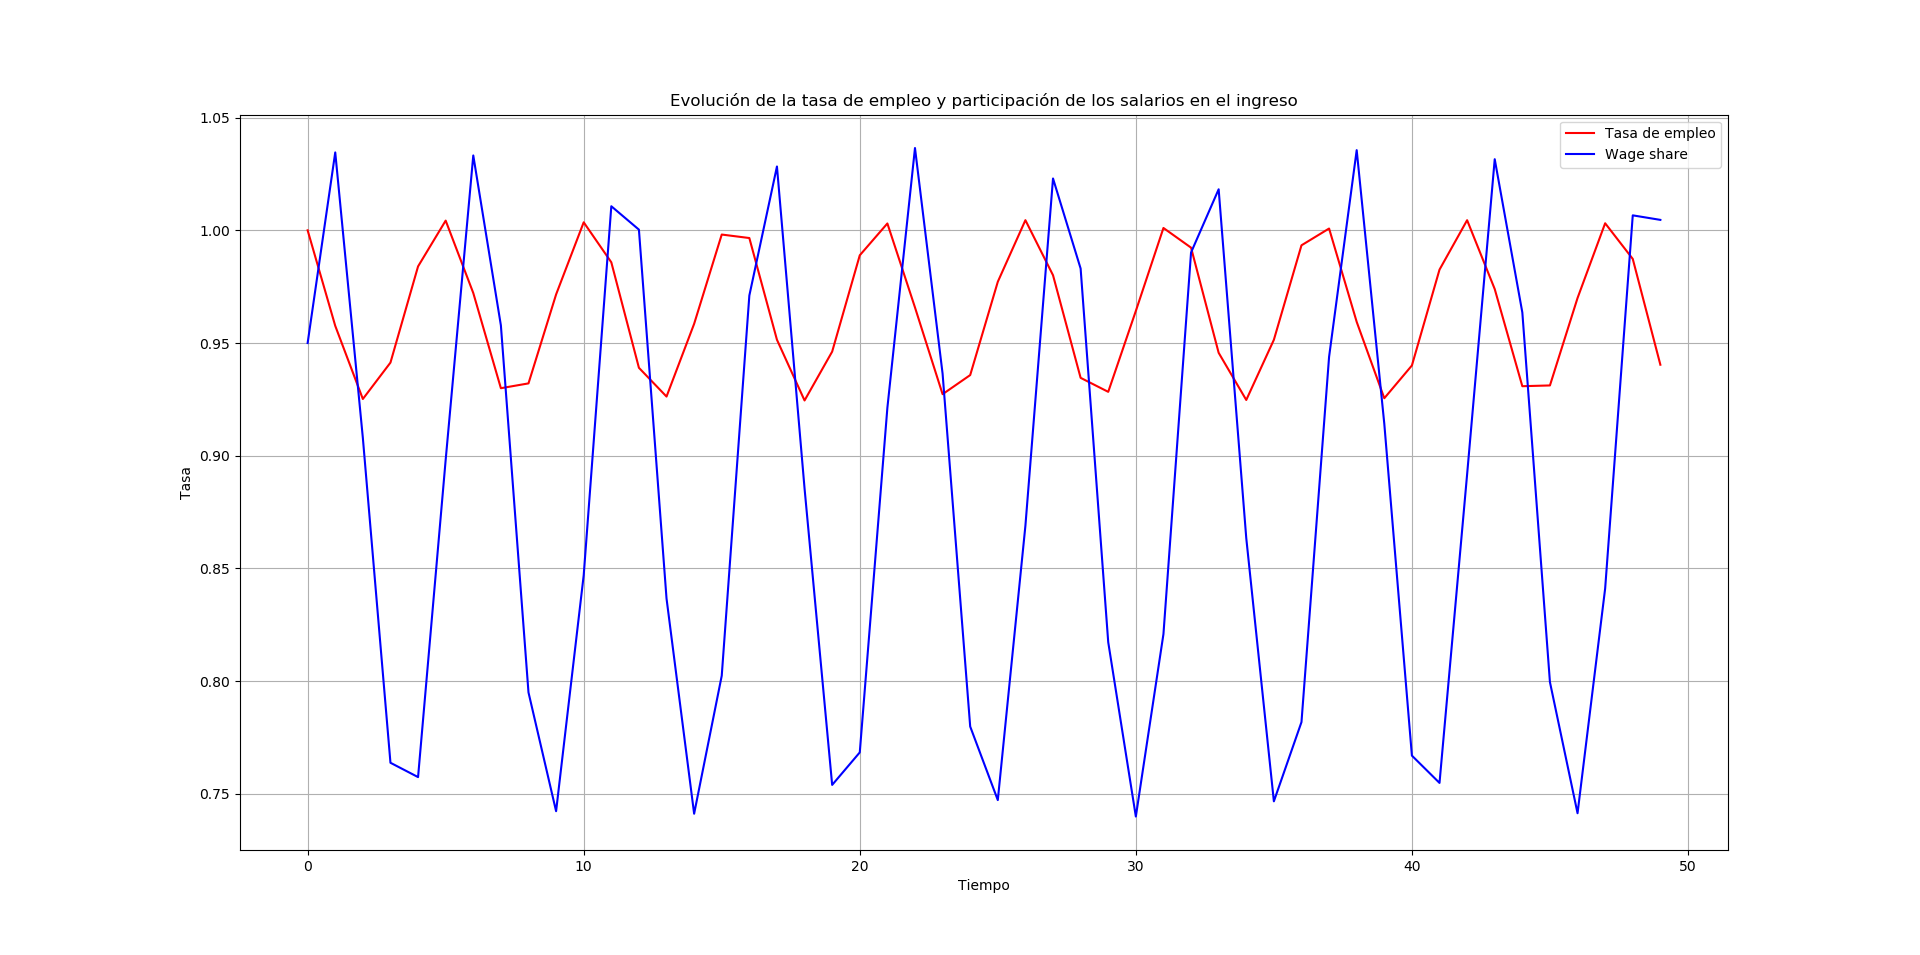 Evolución de la tasa de empleo y participación de los salarios en el ingreso
Tasa de empleo
Wage share
1.05
1.00
0.95
0.90
0.85
0.80
0.75
Tasa
0
10
20
30
40
50
Tiempo